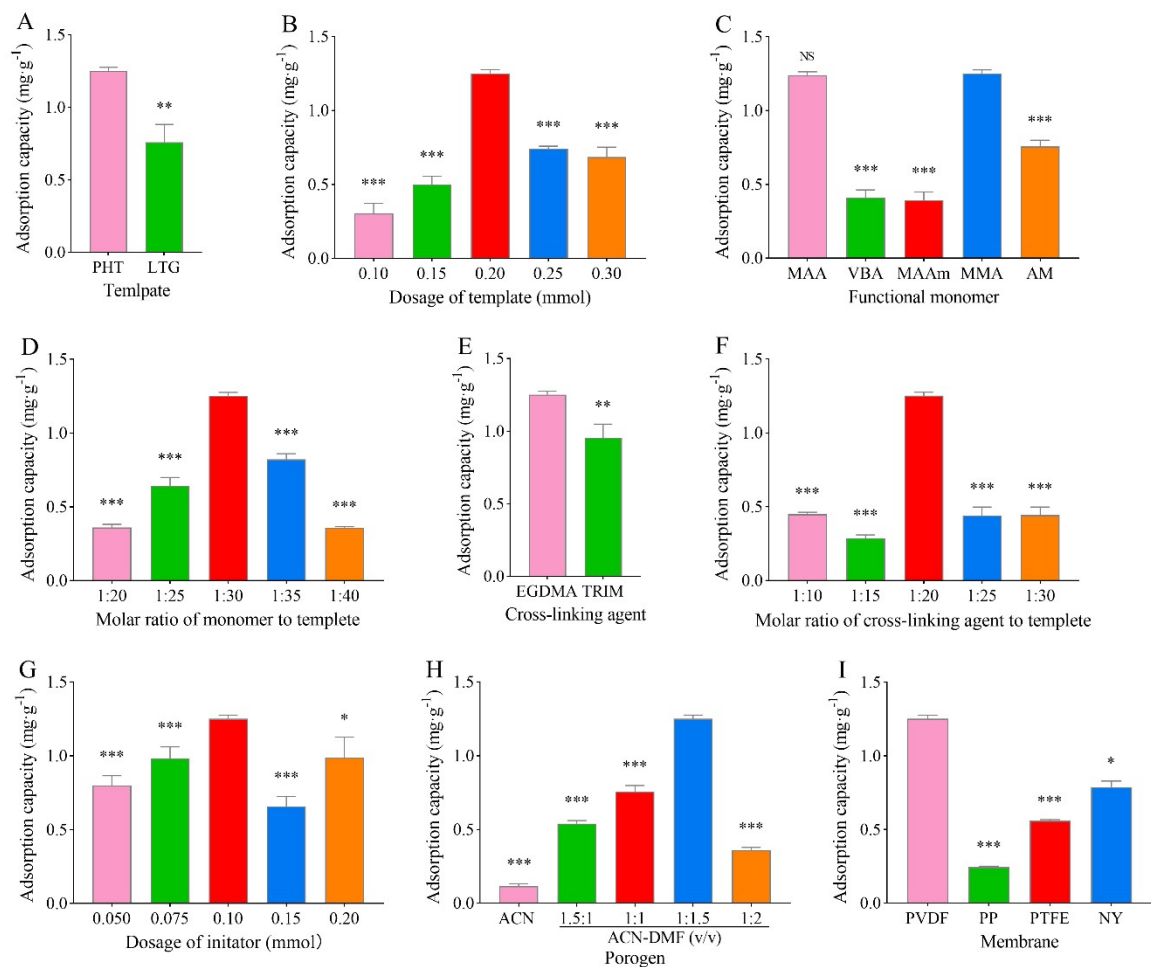 A
Adsorption capacity (mg·g⁻¹)
1.5
1.0
0.5
0.0
**
PHT LTG
Temlpate
B
Adsorption capacity (mg·g⁻¹)
1.5
1.0
0.5
0.0
*** *** *** ***
0.10 0.15 0.20 0.25 0.30
Dosage of template (mmol)
C
Adsorption capacity (mg·g⁻¹)
1.5
1.0
0.5
0.0
NS *** *** ***
MAA VBA MAAm MMA AM
Functional monomer
D
Adsorption capacity (mg·g⁻¹)
1.5
1.0
0.5
0.0
*** *** *** ***
1:20 1:25 1:30 1:35 1:40
Molar ratio of monomer to templete
E
Adsorption capacity (mg·g⁻¹)
1.5
1.0
0.5
0.0
**
EGDMA TRIM
Cross-linking agent
F
Adsorption capacity (mg·g⁻¹)
1.5
1.0
0.5
0.0
*** *** *** ***
1:10 1:15 1:20 1:25 1:30
Molar ratio of cross-linking agent to templete
G
Adsorption capacity (mg·g⁻¹)
1.5
1.0
0.5
0.0
*** *** *** *
0.050 0.075 0.10 0.15 0.20
Dosage of initator (mmol)
H
Adsorption capacity (mg·g⁻¹)
1.5
1.0
0.5
0.0
*** *** *** ***
ACN 1.5:1 1:1 1:1.5 1:2
ACN-DMF (v/v)
Porogen
I
Adsorption capacity (mg·g⁻¹)
1.5
1.0
0.5
0.0
*** *** *
PVDF PP PTFE NY
Membrane